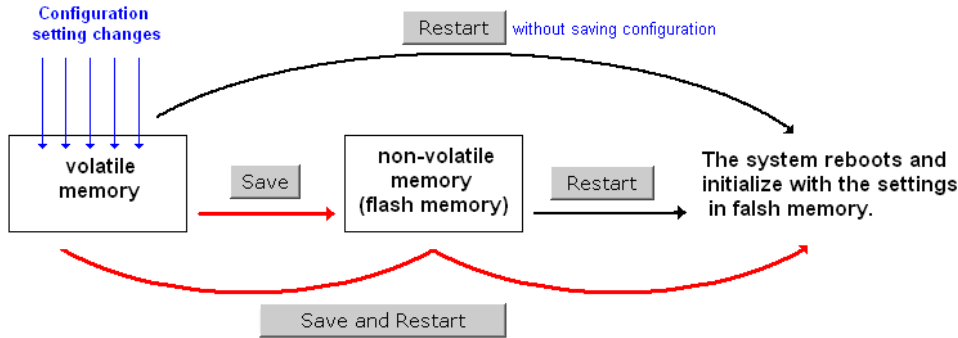 Configuration
setting changes
Restart
without saving configuration
volatile
memory
Save
non-volatile
memory
(flash memory)
Restart
The system reboots and
initialize with the settings
in falsh memory.
Save and Restart